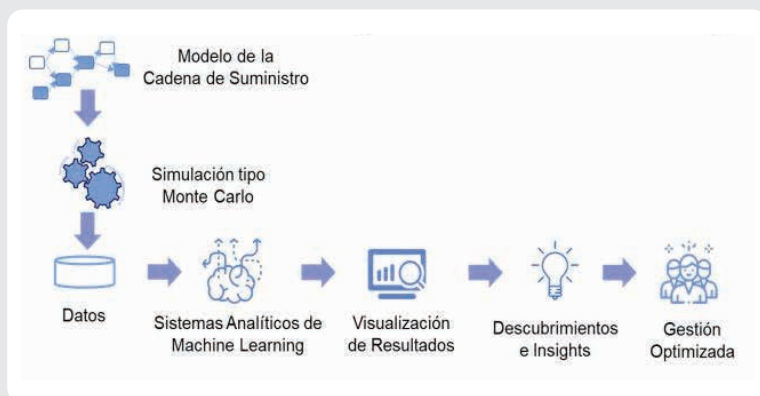 Modelo de la
Cadena de Suministro
Simulación tipo
Monte Carlo
Datos
Sistemas Analíticos de
Machine Learning
Visualización
de Resultados
Descubrimientos
e Insights
Gestión
Optimizada